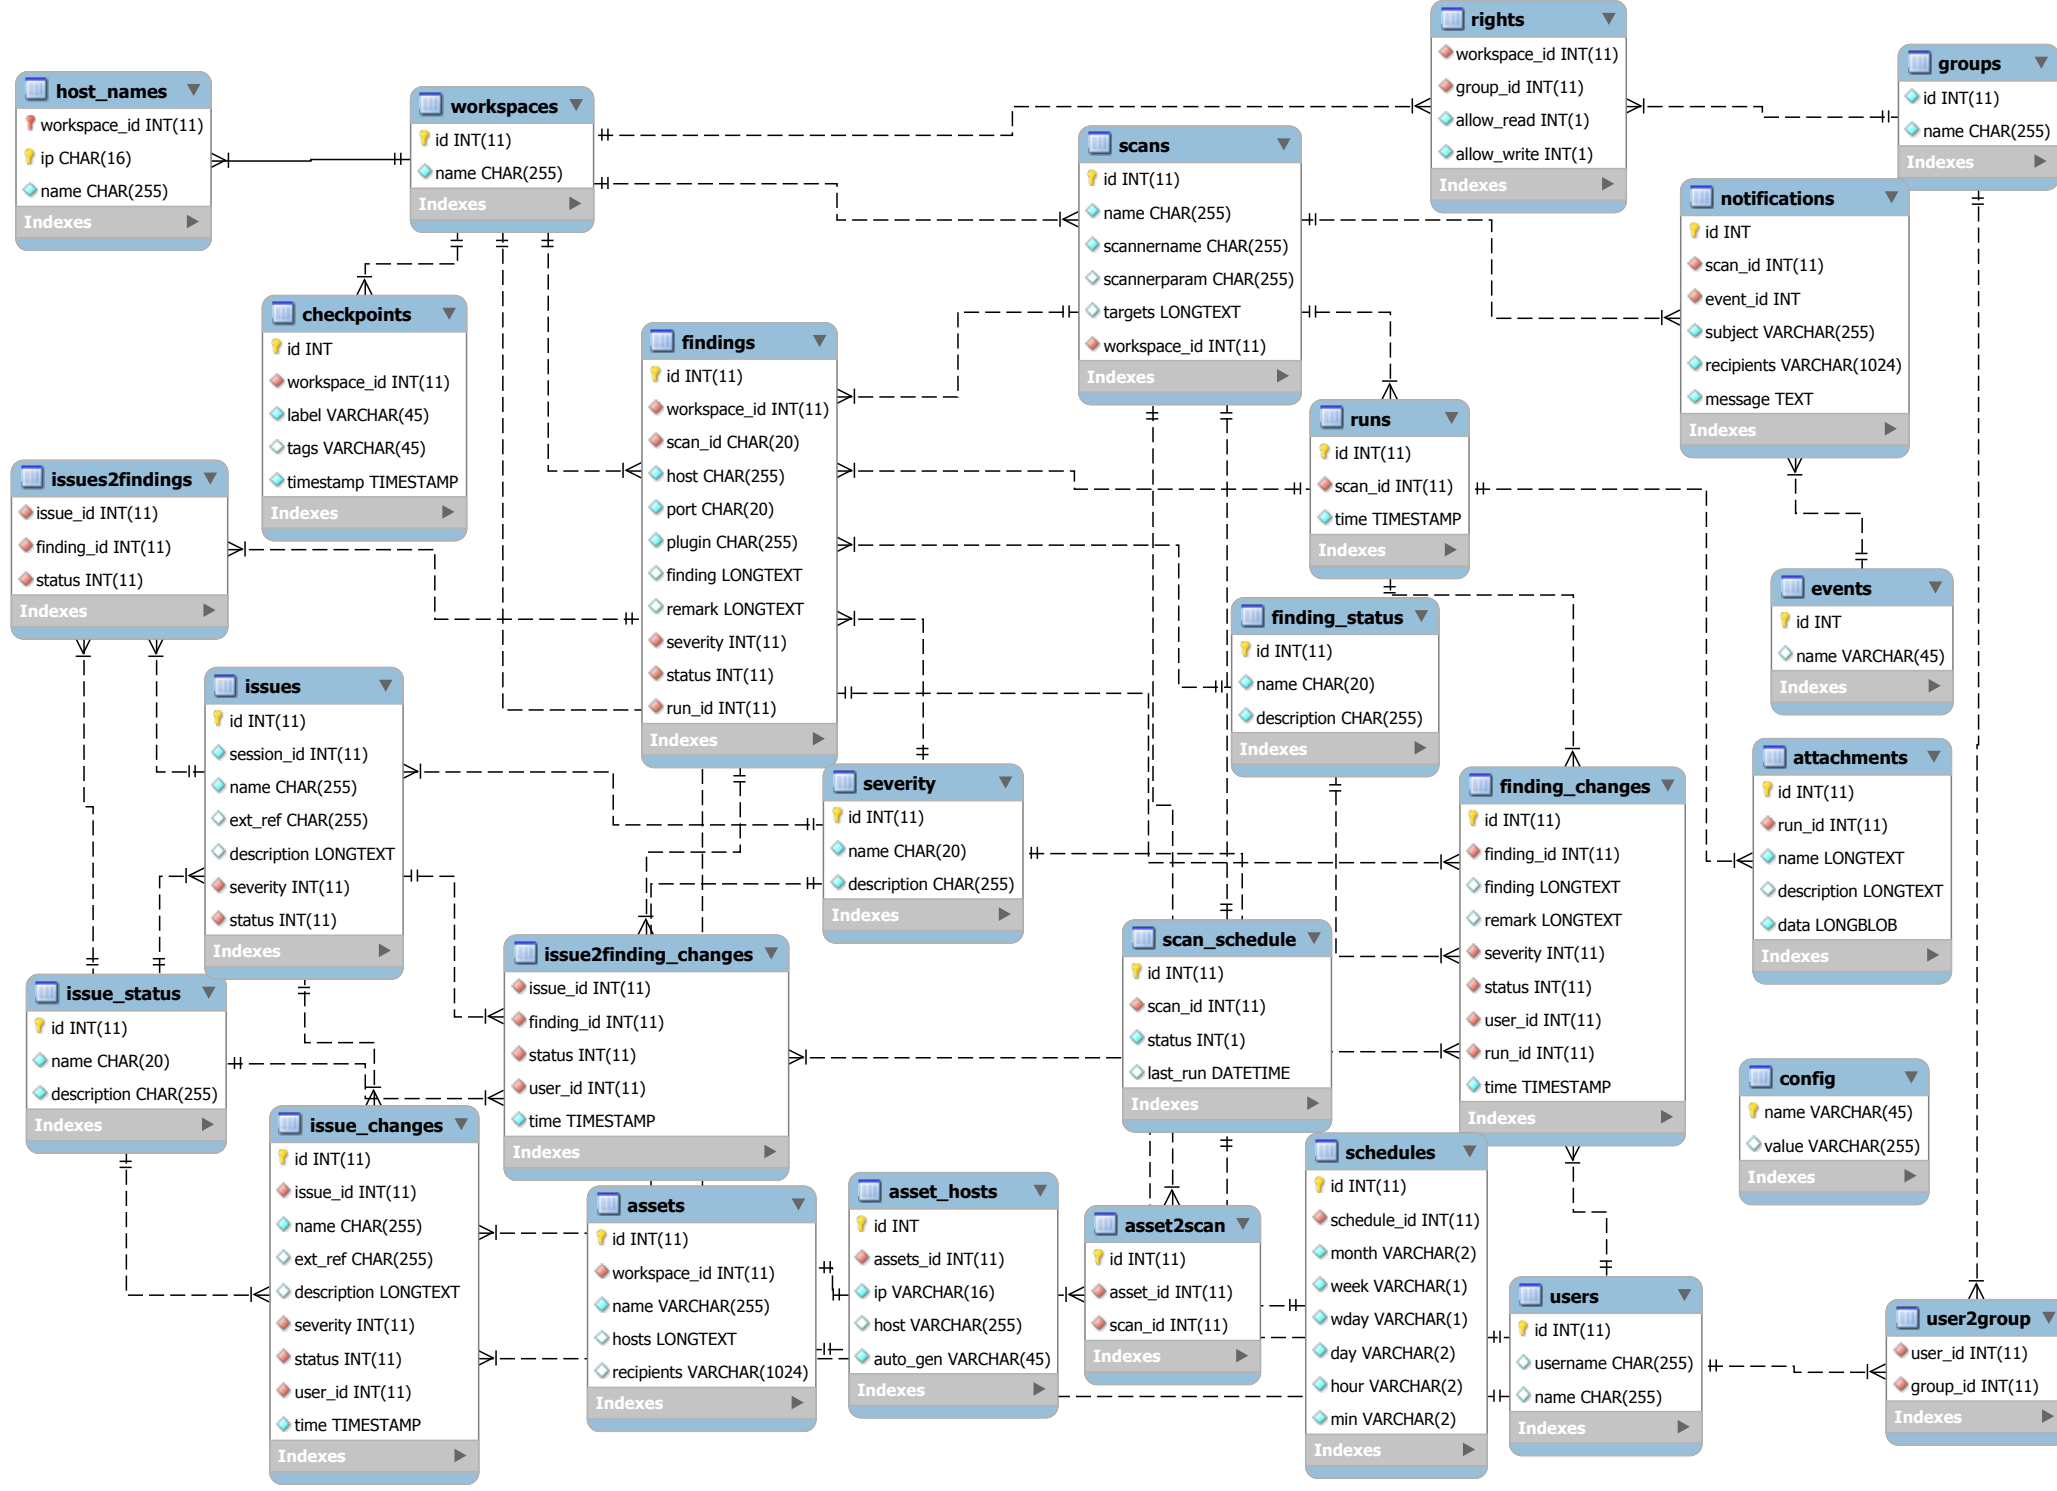 host_names
workspace_id INT(11)
ip CHAR(16)
name CHAR(255)
Indexes
workspaces
id INT(11)
name CHAR(255)
Indexes
scans
id INT(11)
name CHAR(255)
scannername CHAR(255)
scannerparam CHAR(255)
targets LONGTEXT
workspace_id INT(11)
Indexes
rights
workspace_id INT(11)
group_id INT(11)
allow_read INT(1)
allow_write INT(1)
Indexes
groups
id INT(11)
name CHAR(255)
Indexes
notifications
id INT
scan_id INT(11)
event_id INT
subject VARCHAR(255)
recipients VARCHAR(1024)
message TEXT
Indexes
checkpoints
id INT
workspace_id INT(11)
label VARCHAR(45)
tags VARCHAR(45)
timestamp TIMESTAMP
Indexes
findings
id INT(11)
workspace_id INT(11)
scan_id CHAR(20)
host CHAR(255)
port CHAR(20)
plugin CHAR(255)
finding LONGTEXT
remark LONGTEXT
severity INT(11)
status INT(11)
run_id INT(11)
Indexes
runs
id INT(11)
scan_id INT(11)
time TIMESTAMP
Indexes
issues2findings
issue_id INT(11)
finding_id INT(11)
status INT(11)
Indexes
events
id INT
name VARCHAR(45)
Indexes
finding_status
id INT(11)
name CHAR(20)
description CHAR(255)
Indexes
issues
id INT(11)
session_id INT(11)
name CHAR(255)
ext_ref CHAR(255)
description LONGTEXT
severity INT(11)
status INT(11)
Indexes
severity
id INT(11)
name CHAR(20)
description CHAR(255)
Indexes
finding_changes
id INT(11)
finding_id INT(11)
finding LONGTEXT
remark LONGTEXT
severity INT(11)
status INT(11)
user_id INT(11)
run_id INT(11)
time TIMESTAMP
Indexes
attachments
id INT(11)
run_id INT(11)
name LONGTEXT
description LONGTEXT
data LONGBLOB
Indexes
issue_status
id INT(11)
name CHAR(20)
description CHAR(255)
Indexes
issue2finding_changes
issue_id INT(11)
finding_id INT(11)
status INT(11)
user_id INT(11)
time TIMESTAMP
Indexes
scan_schedule
id INT(11)
scan_id INT(11)
status INT(1)
last_run DATETIME
Indexes
config
name VARCHAR(45)
value VARCHAR(255)
Indexes
issue_changes
id INT(11)
issue_id INT(11)
name CHAR(255)
ext_ref CHAR(255)
description LONGTEXT
severity INT(11)
status INT(11)
user_id INT(11)
time TIMESTAMP
Indexes
assets
id INT(11)
workspace_id INT(11)
name VARCHAR(255)
hosts LONGTEXT
recipients VARCHAR(1024)
Indexes
asset_hosts
id INT
assets_id INT(11)
ip VARCHAR(16)
host VARCHAR(255)
auto_gen VARCHAR(45)
Indexes
asset2scan
id INT(11)
asset_id INT(11)
scan_id INT(11)
Indexes
schedules
id INT(11)
schedule_id INT(11)
month VARCHAR(2)
week VARCHAR(1)
wday VARCHAR(1)
day VARCHAR(2)
hour VARCHAR(2)
min VARCHAR(2)
Indexes
users
id INT(11)
username CHAR(255)
name CHAR(255)
Indexes
user2group
user_id INT(11)
group_id INT(11)
Indexes